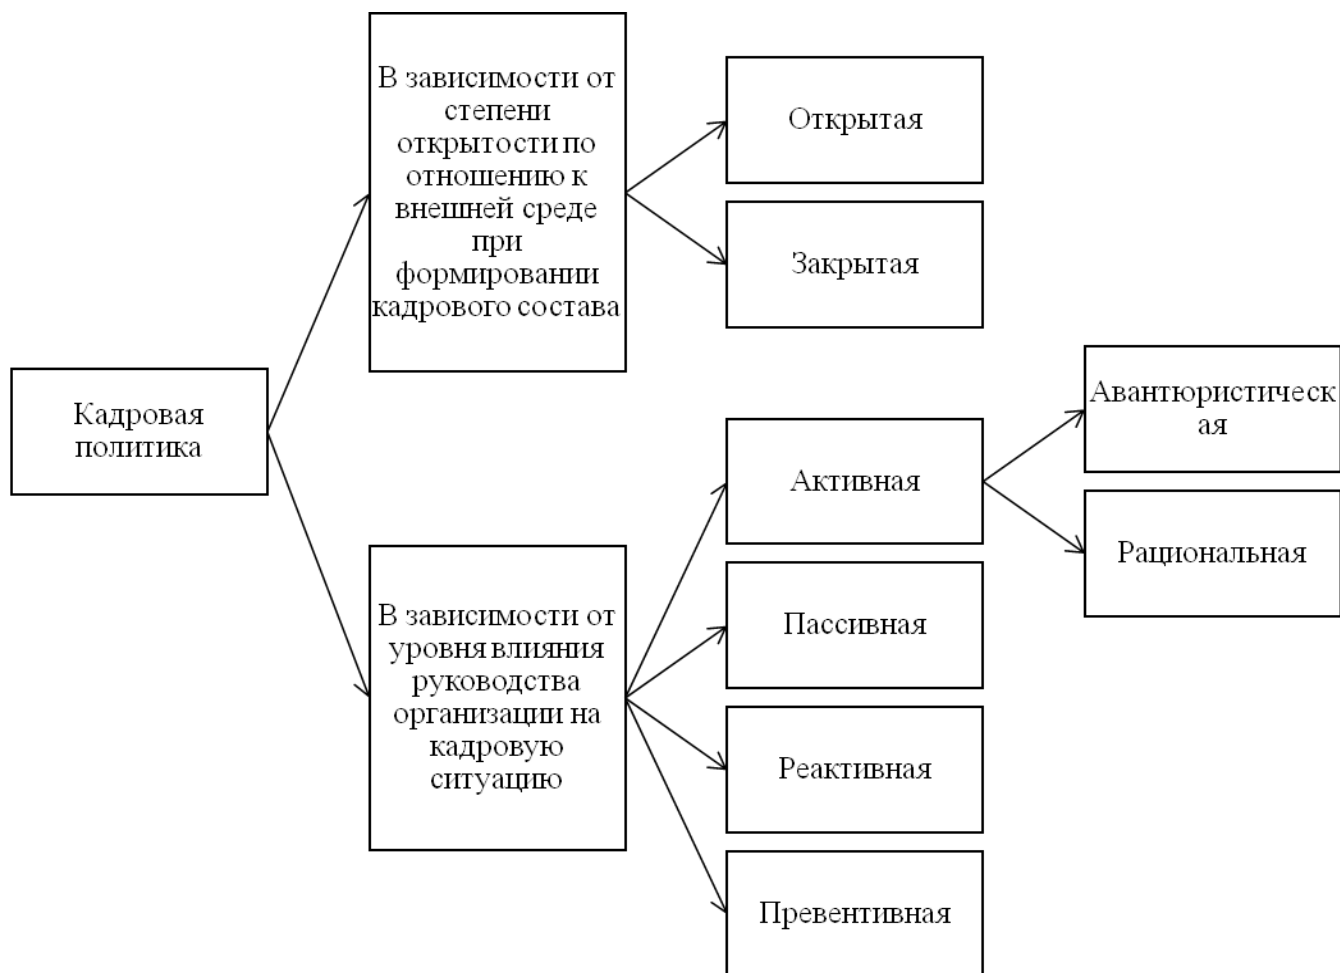 Кадровая
политика
В зависимости от
степени
открытости по
отношению к
внешней среде
при
формировании
кадрового состава
Открытая
Закрытая
В зависимости от
уровня влияния
руководства
организации на
кадровую
ситуацию
Активная
Пассивная
Реактивная
Превентивная
Авантюристическ
ая
Рациональная